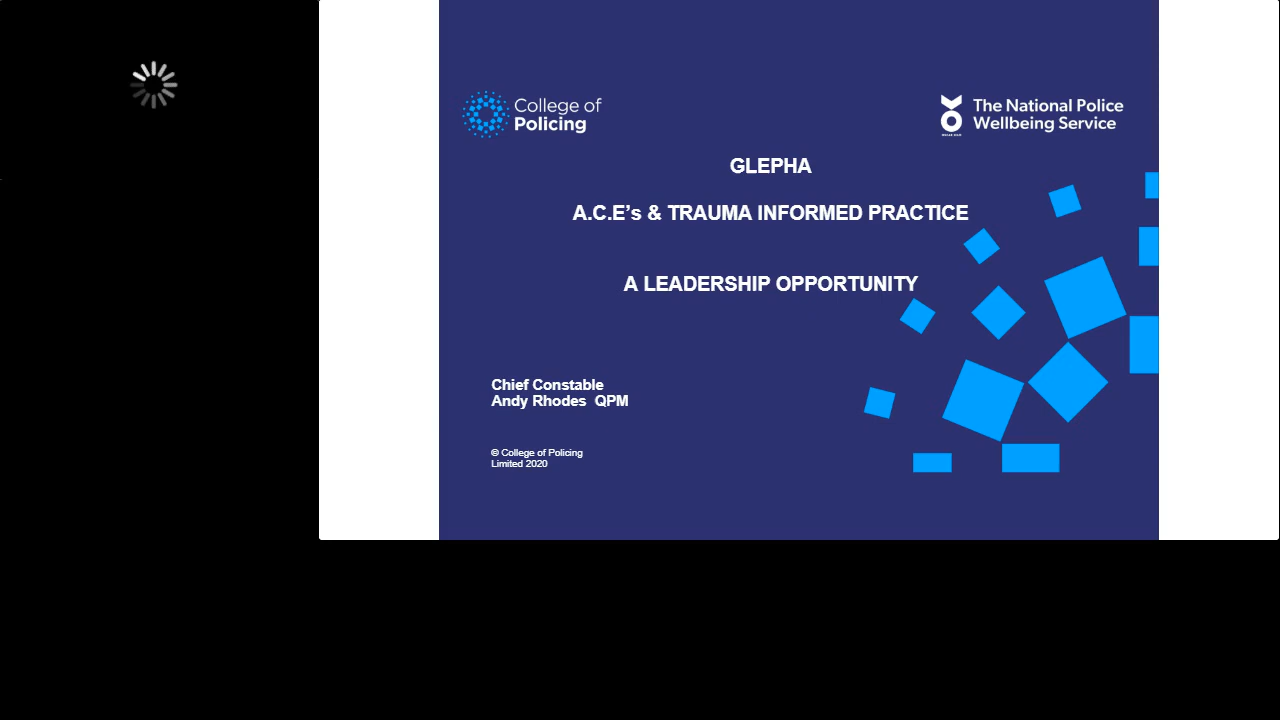 College of
Policing
The National Police
Wellbeing Service
GLEPHA
A.C.E’s & TRAUMA INFORMED PRACTICE
A LEADERSHIP OPPORTUNITY
Chief Constable
Andy Rhodes  QPM
© College of Policing
Limited 2020